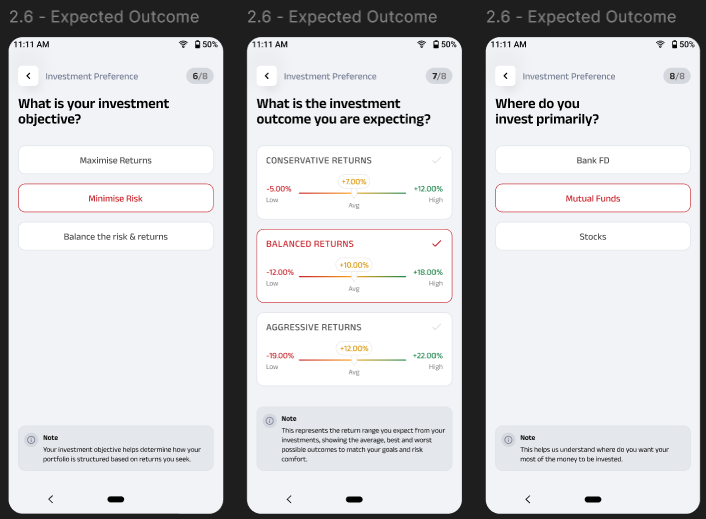 2.6 - Expected Outcome
11:11 AM
50%
Investment Preference
6/8
What is your investment
objective?
Maximise Returns
Minimise Risk
Balance the risk & returns
Note
Your investment objective helps determine how your
portfolio is structured based on returns you seek.
2.6 - Expected Outcome
11:11 AM
50%
Investment Preference
7/8
What is the investment
outcome you are expecting?
CONSERVATIVE RETURNS
+7.00%
-5.00%
+12.00%
Low
Avg
High
BALANCED RETURNS
+10.00%
-12.00%
+18.00%
Low
Avg
High
AGGRESSIVE RETURNS
+12.00%
-19.00%
+22.00%
Low
Avg
High
Note
This represents the return range you expect from your
investments, showing the average, best and worst
possible outcomes to match your goals and risk
comfort.
2.6 - Expected Outcome
11:11 AM
50%
Investment Preference
8/8
Where do you
invest primarily?
Bank FD
Mutual Funds
Stocks
Note
This helps us understand where do you want your
most of the money to be invested.